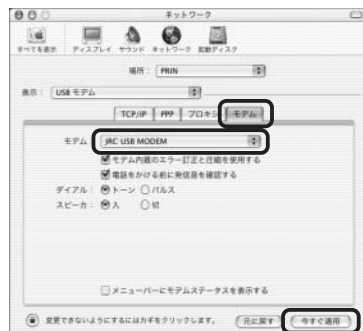 ネットワーク
すべてを表示 ディスプレイ サウンド ネットワーク 起動ディスク
場所： PRIN
表示： USB モデム
TCP/IP PPP プロキシ モデム
モデム JRC USB MODEM
モデム内蔵のエラー訂正と圧縮を使用する
電話をかける前に発信音を確認する
ダイアル： トーン パルス
スピーカ： 入 切
メニューバーにモデムステータスを表示する
変更できないようにするにはカギをクリックします。 元に戻す 今すぐ適用